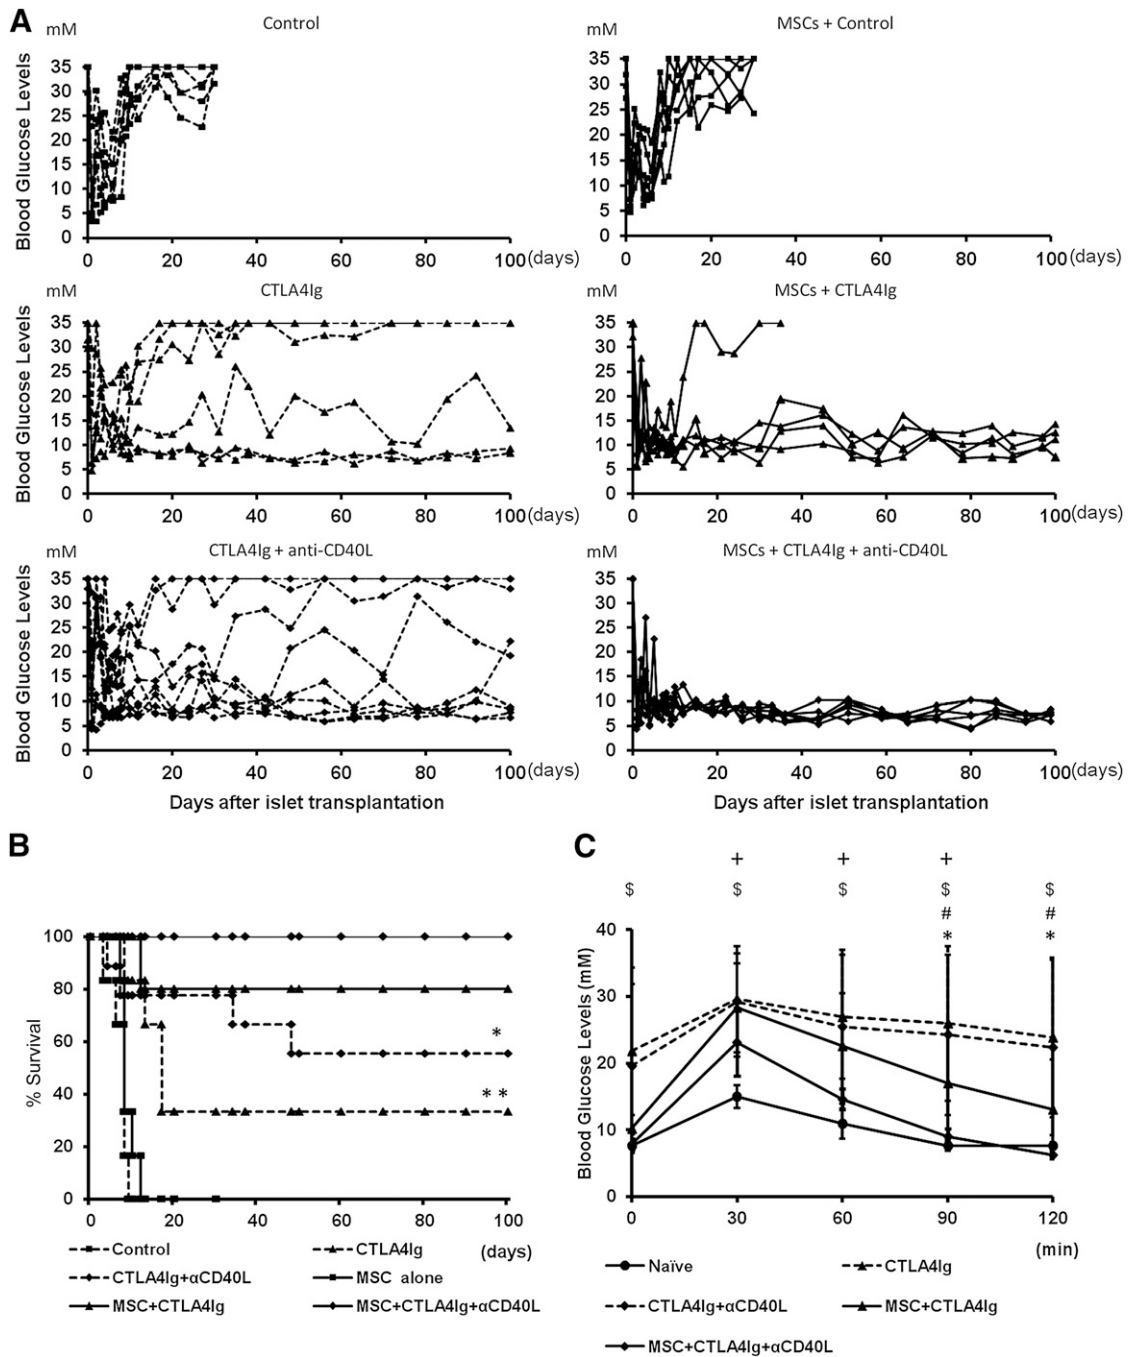 A
Control
MSCs + Control
mM
mM
Blood Glucose Levels
35
30
25
20
15
10
5
0
0 20 40 60 80 100 (days)
35
30
25
20
15
10
5
0
0 20 40 60 80 100 (days)
CTLA4Ig
MSCs + CTLA4Ig
mM
mM
Blood Glucose Levels
35
30
25
20
15
10
5
0
0 20 40 60 80 100 (days)
35
30
25
20
15
10
5
0
0 20 40 60 80 100 (days)
CTLA4Ig + anti-CD40L
MSCs + CTLA4Ig + anti-CD40L
mM
mM
Blood Glucose Levels
35
30
25
20
15
10
5
0
0 20 40 60 80 100 (days)
35
30
25
20
15
10
5
0
0 20 40 60 80 100 (days)
Days after islet transplantation
Days after islet transplantation
B
% Survival
100
80
60
40
20
0
*
**
0 20 40 60 80 100
(days)
Control
CTLA4Ig
CTLA4Ig+αCD40L
MSC alone
MSC+CTLA4Ig
MSC+CTLA4Ig+αCD40L
C
+ + +
$ $ $ $ $
# #
* *
Blood Glucose Levels (mM)
40
30
20
10
0
0 30 60 90 120
(min)
Naïve
CTLA4Ig
CTLA4Ig+αCD40L
MSC+CTLA4Ig
MSC+CTLA4Ig+αCD40L